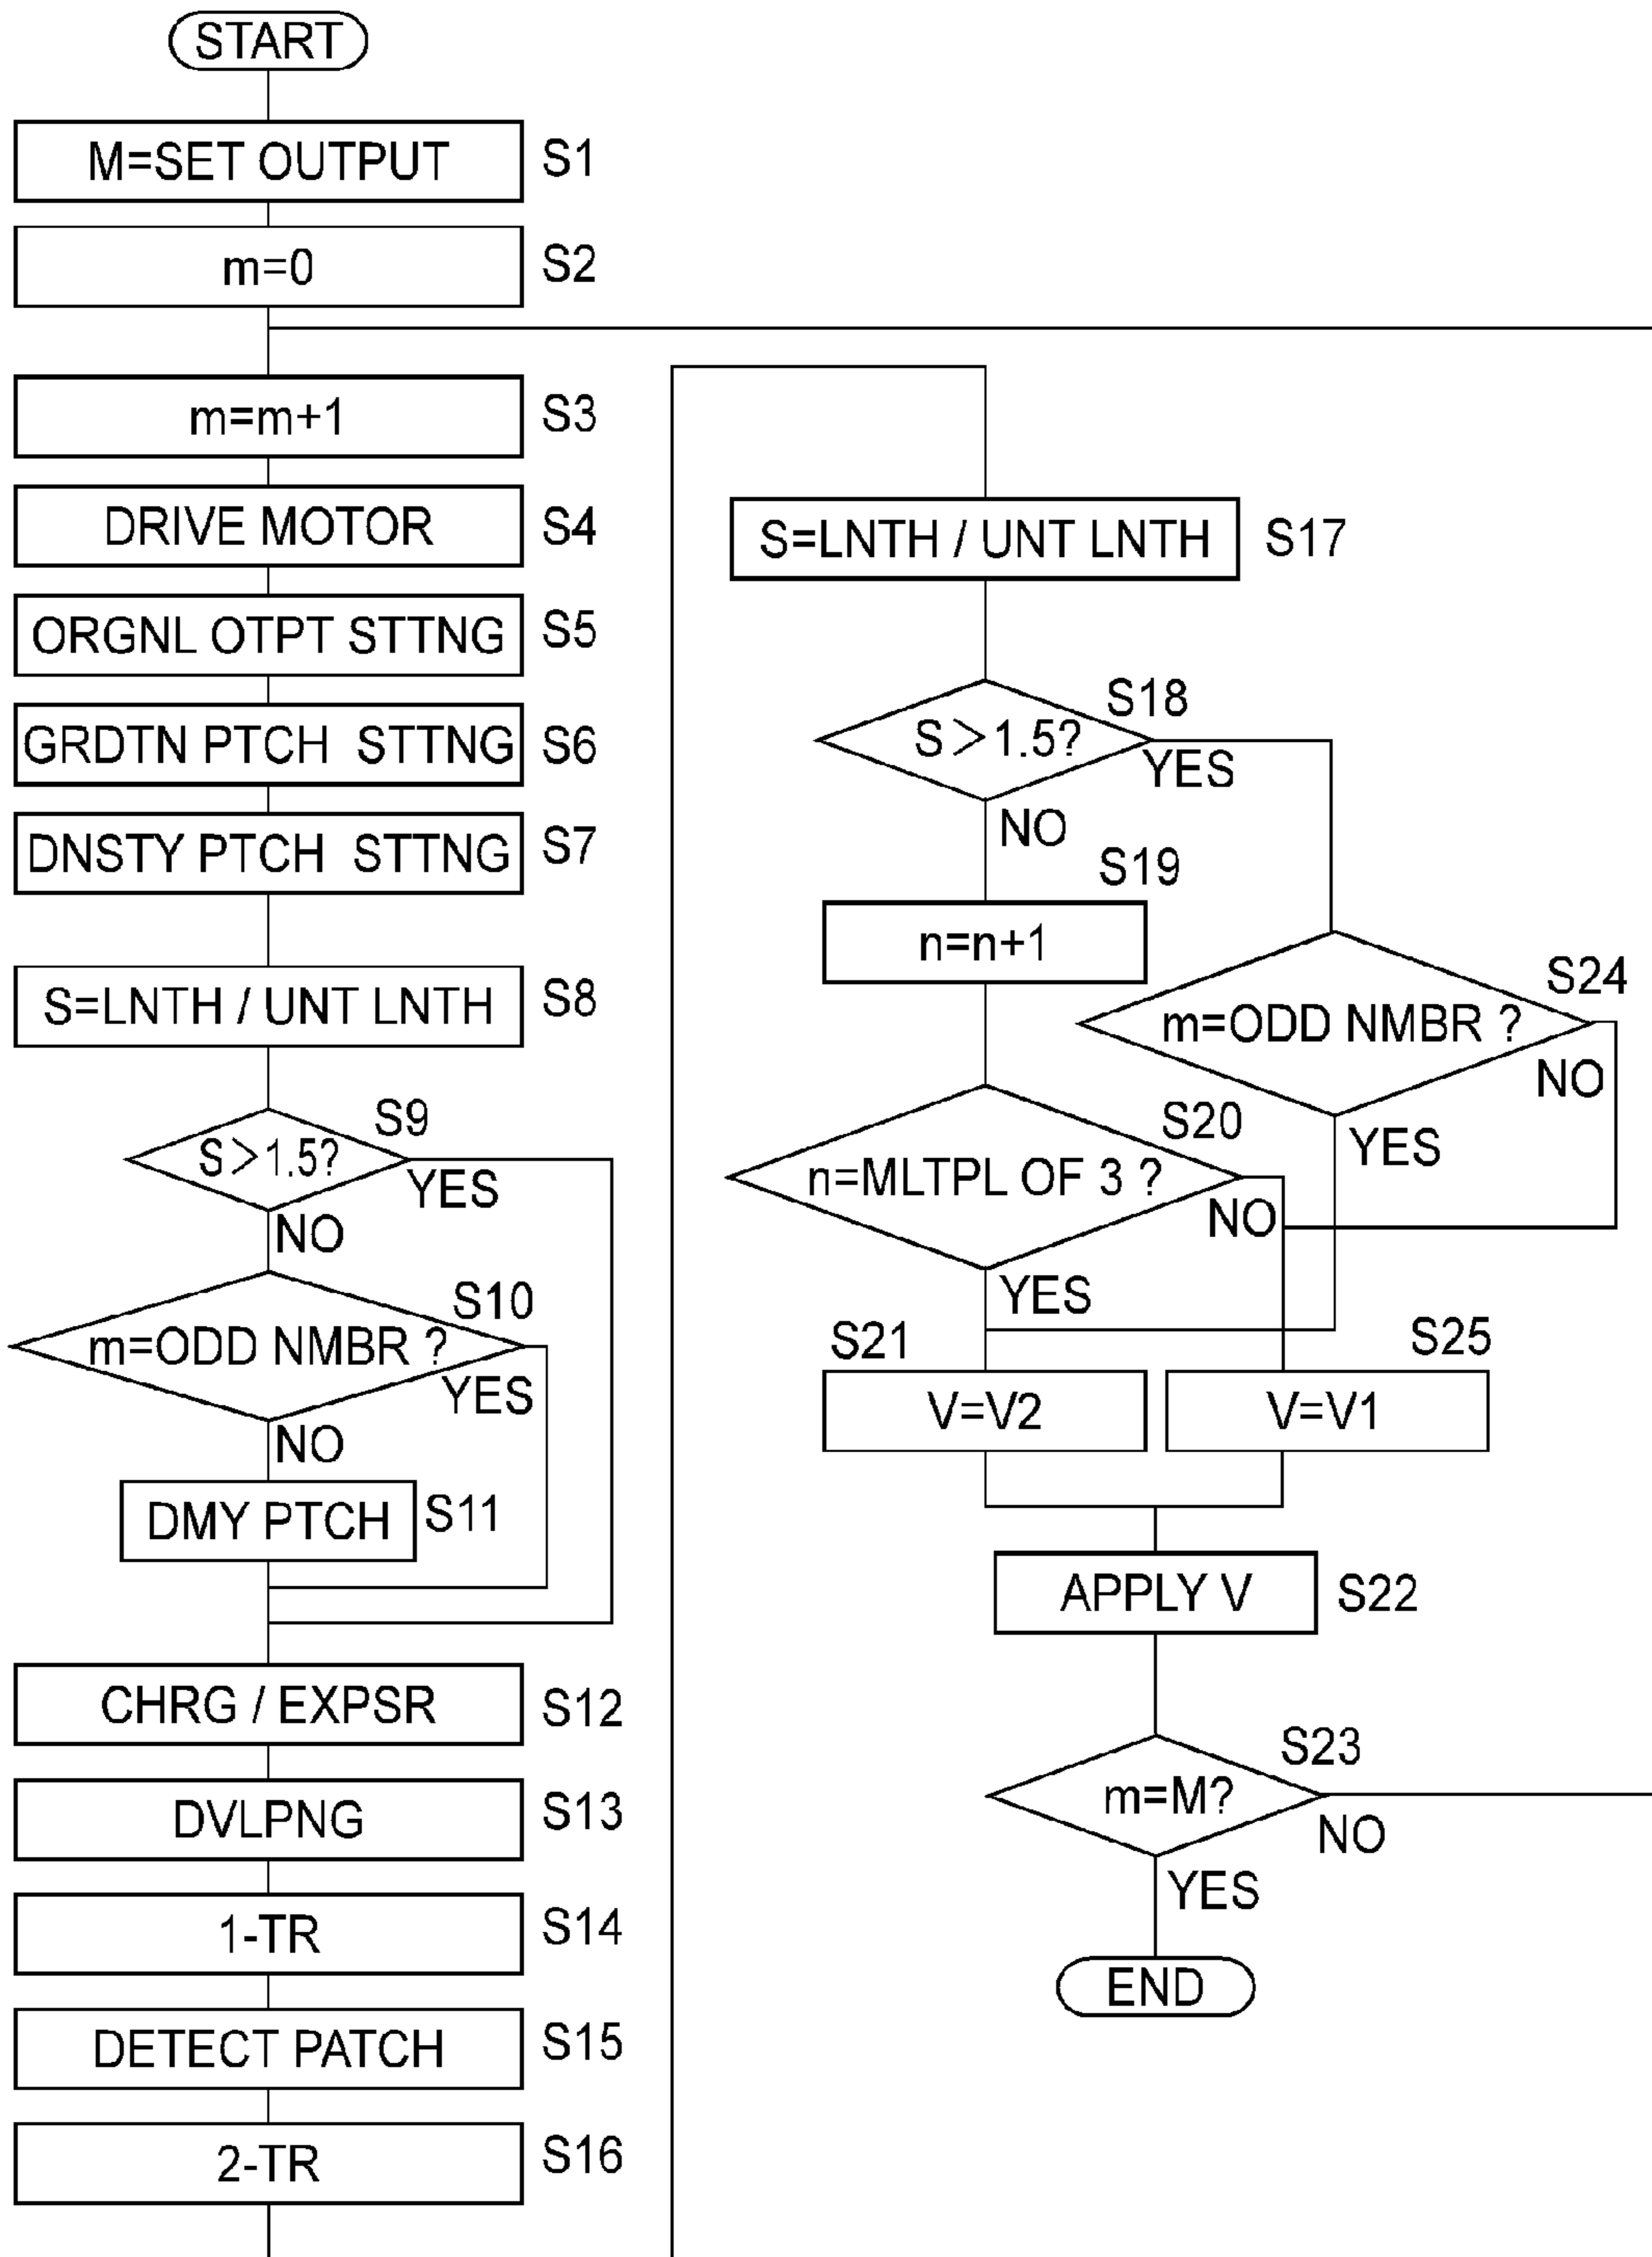 START
M=SET OUTPUT S1
m=0 S2
m=m+1 S3
DRIVE MOTOR S4
ORGNL OTPT STTNG S5
GRDTN PTCH STTNG S6
DNSTY PTCH STTNG S7
S=LNTH / UNT LNTH S8
S>1.5? S9
YES
NO
m=ODD NMBR ? S10
YES
NO
DMY PTCH S11
CHRG / EXPSR S12
DVLPNG S13
1-TR S14
DETECT PATCH S15
2-TR S16
S=LNTH / UNT LNTH S17
S>1.5? S18
YES
NO
S19
n=n+1
S24
m=ODD NMBR ?
NO
YES
S20
n=MLTPL OF 3 ?
NO
YES
S21
V=V2
S25
V=V1
APPLY V S22
S23
m=M?
NO
YES
END